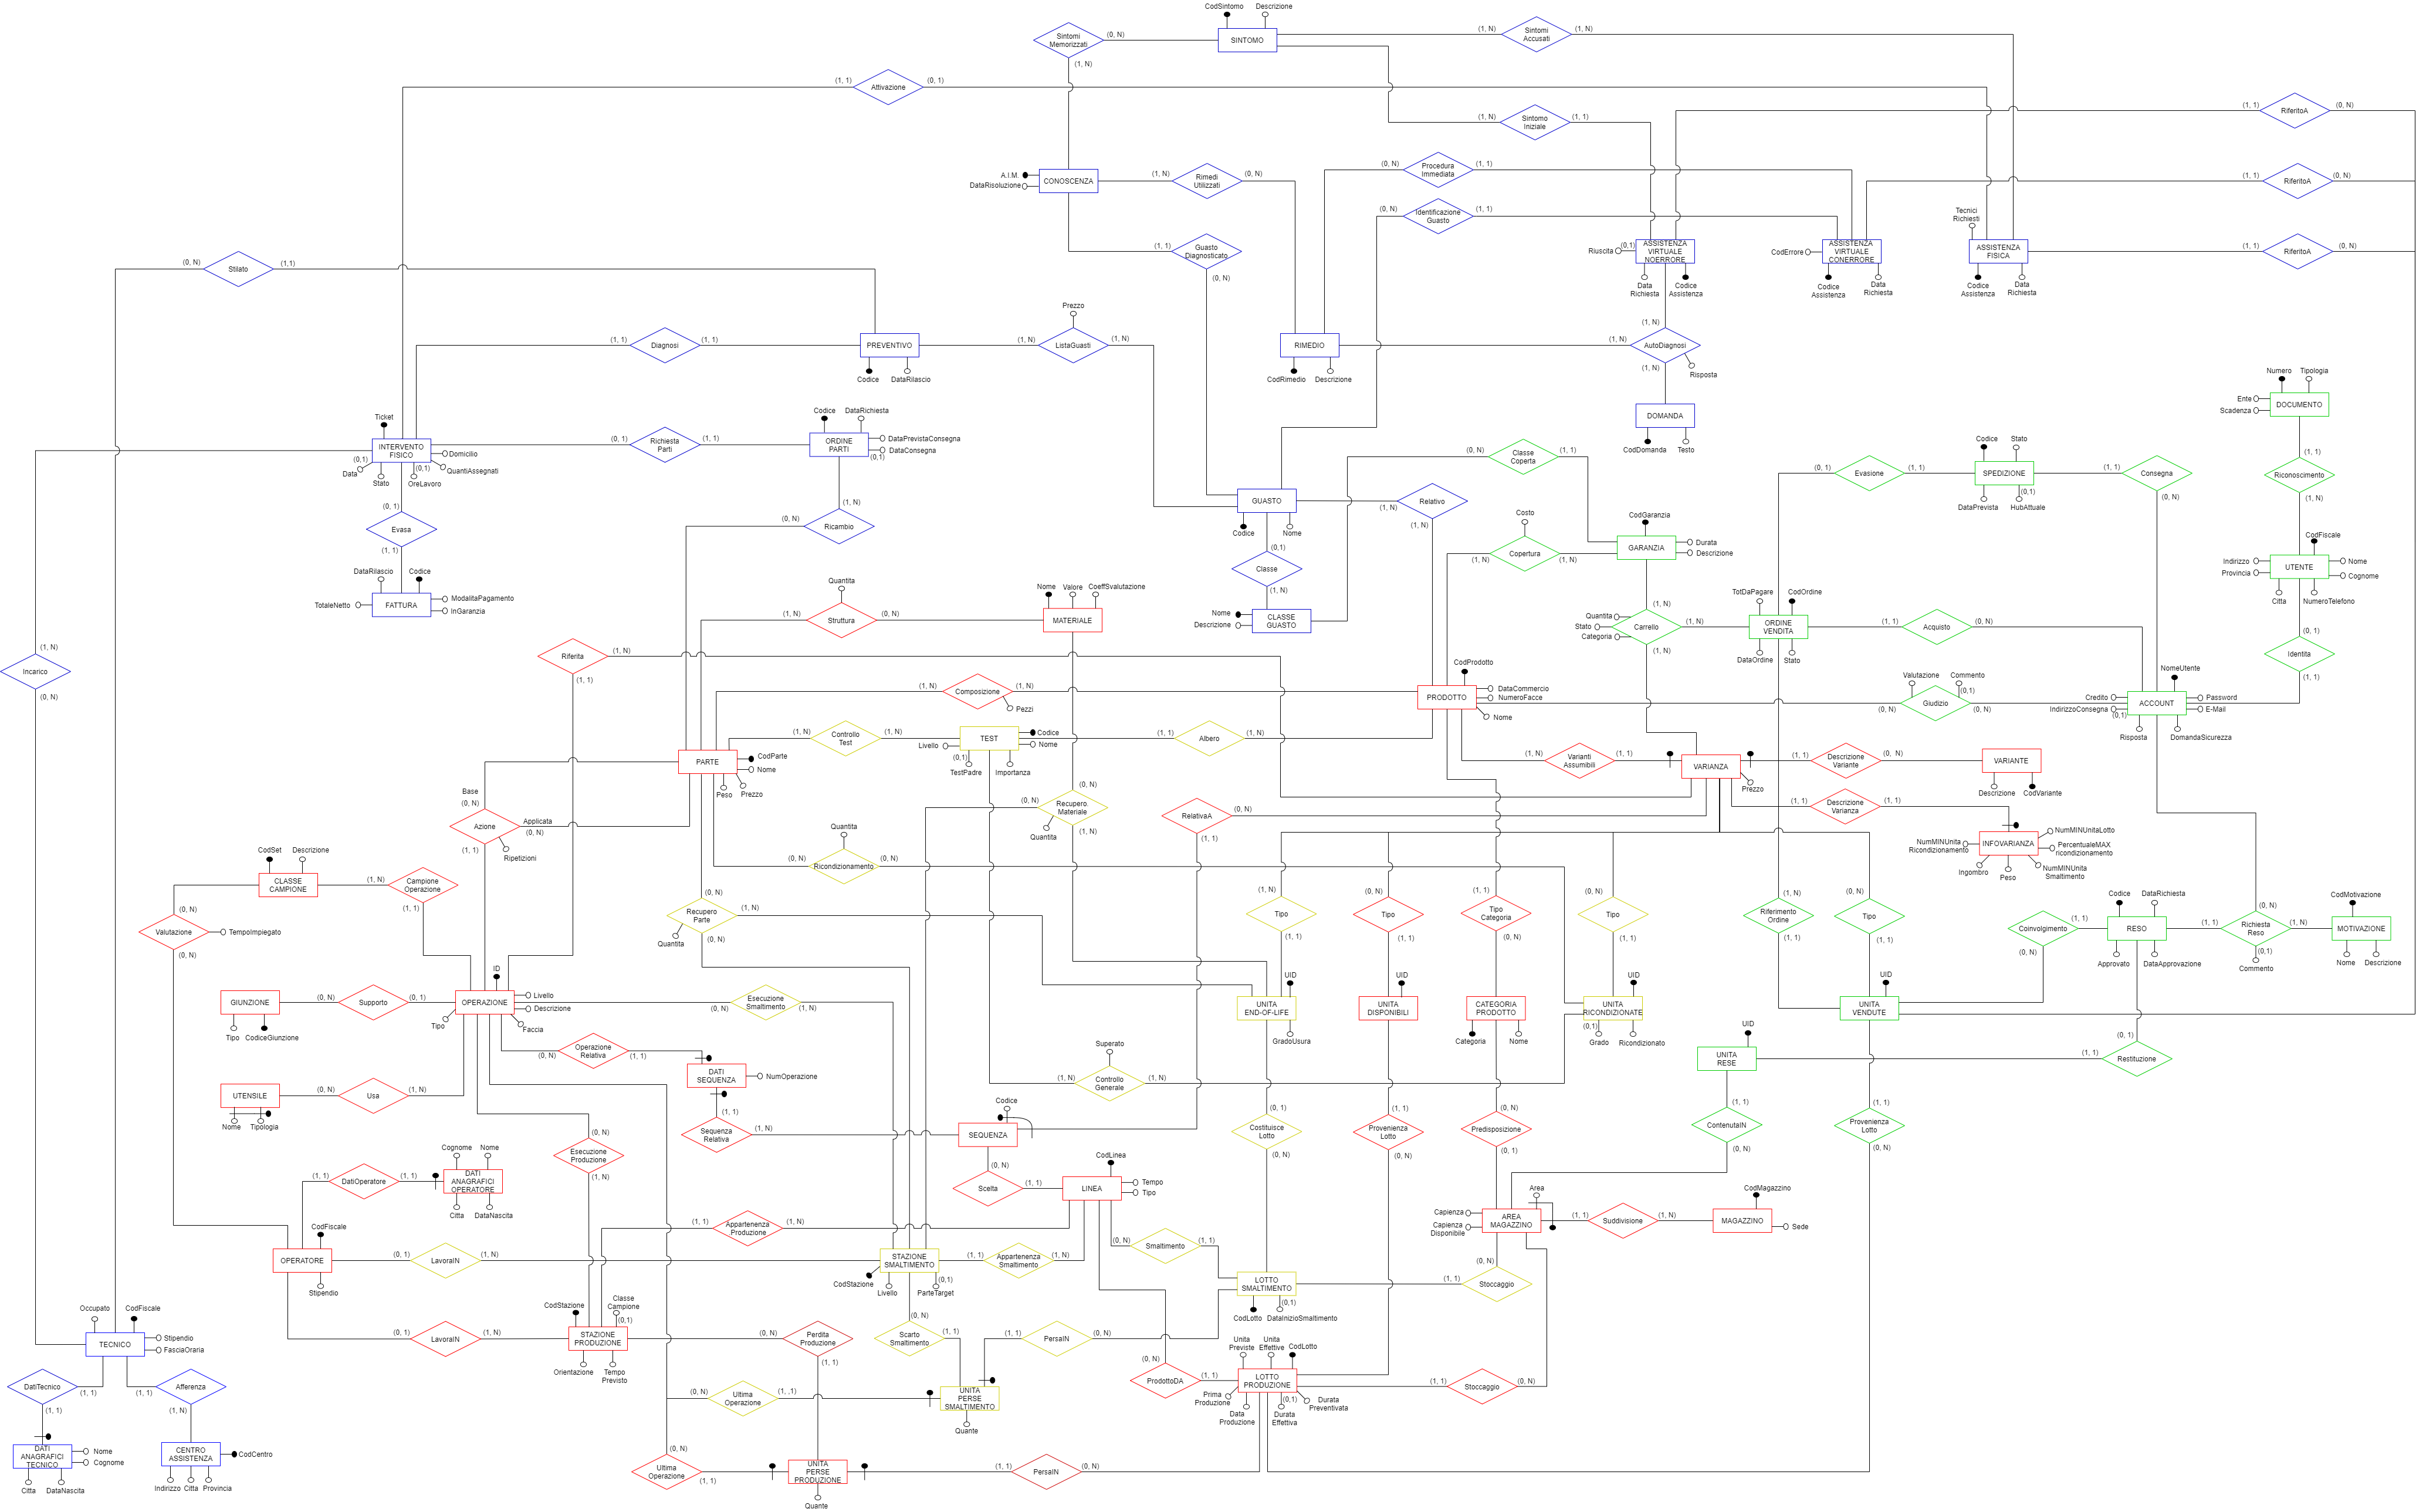 CodSintomo
Descrizione
Sintomi
Memorizzati
(0, N)
SINTOMO
(1, N)
Sintomi
Accusati
(1, N)
(1, N)
(1, 1)
Attivazione
(0, 1)
(1, N)
Sintomo
Iniziale
(1, 1)
(1, 1)
RiferitoA
(0, N)
A.I.M.
DataRisoluzione
CONOSCENZA
(1, N)
Rimedi
Utilizzati
(0, N)
(0, N)
Procedura
Immediata
(1, 1)
(1, 1)
RiferitoA
(0, N)
(0, N)
Identificazione
Guasto
(1, 1)
Tecnici
Richiesti
(1, 1)
Guasto
Diagnosticato
(0, N)
Riuscita
(0,1)
ASSISTENZA
VIRTUALE
NOERRORE
Data
Richiesta
Codice
Assistenza
CodErrore
ASSISTENZA
VIRTUALE
CONERRORE
Codice
Assistenza
Data
Richiesta
ASSISTENZA
FISICA
Codice
Assistenza
Data
Richiesta
(1, 1)
RiferitoA
(0, N)
(0, N)
Stilato
(1,1)
Prezzo
(1, 1)
Diagnosi
(1, 1)
PREVENTIVO
Codice
DataRilascio
(1, N)
ListaGuasti
(1, N)
RIMEDIO
CodRimedio
Descrizione
(1, N)
(1, N)
AutoDiagnosi
(1, N)
Risposta
DOMANDA
CodDomanda
Testo
Numero
Tipologia
Ente
Scadenza
DOCUMENTO
Ticket
INTERVENTO
FISICO
(0,1)
Data
Stato
(0,1)
OreLavoro
Domicilio
QuantiAssegnati
(0, 1)
Richiesta
Parti
(1, 1)
Codice
DataRichiesta
ORDINE
PARTI
DataPrevistaConsegna
DataConsegna
(0,1)
(0, N)
Classe
Coperta
(1, 1)
(0, 1)
Evasione
(1, 1)
Codice
Stato
SPEDIZIONE
DataPrevista
(0,1)
HubAttuale
(1, 1)
Consegna
(0, N)
(1, 1)
Riconoscimento
(1, N)
(0, 1)
Evasa
(1, 1)
(1, N)
(0, N)
Ricambio
GUASTO
Codice
Nome
Relativo
(1, N)
(1, N)
Costo
CodGaranzia
(1, N)
Copertura
(1, N)
GARANZIA
Durata
Descrizione
CodFiscale
Indirizzo
Provincia
UTENTE
Nome
Cognome
Citta
NumeroTelefono
DataRilascio
Codice
TotaleNetto
FATTURA
ModalitaPagamento
InGaranzia
(0,1)
Classe
(1, N)
Nome
Descrizione
CLASSE
GUASTO
Quantita
(1, N)
Struttura
(0, N)
Nome
Valore
CoeffSvalutazione
MATERIALE
(1, N)
Quantita
Stato
Categoria
Carrello
(1, N)
(1, N)
TotDaPagare
CodOrdine
ORDINE
VENDITA
DataOrdine
Stato
(1, 1)
Acquisto
(0, N)
(0, 1)
Identita
(1, 1)
(1, N)
Incarico
(0, N)
Riferita
(1, N)
(1, 1)
(1, N)
Composizione
Pezzi
(1, N)
CodProdotto
PRODOTTO
DataCommercio
NumeroFacce
Nome
Valutazione
Commento
(0,1)
(0, N)
Giudizio
(0, N)
NomeUtente
Credito
IndirizzoConsegna
(0,1)
ACCOUNT
Password
E-Mail
Risposta
DomandaSicurezza
(1, N)
Controllo
Test
(1, N)
TEST
Codice
Nome
Livello
(0,1)
TestPadre
Importanza
(1, 1)
Albero
(1, N)
PARTE
CodParte
Nome
Peso
Prezzo
(1, N)
Varianti
Assumibili
(1, 1)
VARIANZA
Prezzo
(1, 1)
Descrizione
Variante
(0, N)
VARIANTE
Descrizione
CodVariante
Base
(0, N)
Azione
Applicata
(0, N)
(1, 1)
Ripetizioni
(0, N)
Recupero.
Materiale
Quantita
(1, N)
RelativaA
(0, N)
(1, 1)
(1, 1)
Descrizione
Varianza
(1, 1)
NumMINUnita
Ricondizionamento
INFOVARIANZA
NumMINUnitaLotto
PercentualeMAX
ricondizionamento
NumMINUnita
Smaltimento
Ingombro
Peso
Quantita
(0, N)
Ricondizionamento
(0, N)
CodSet
Descrizione
CLASSE
CAMPIONE
(1, N)
Campione
Operazione
(1, 1)
(0, N)
Valutazione
TempoImpiegato
(0, N)
(0, N)
Recupero
Parte
Quantita
(1, N)
(0, N)
(1, N)
Tipo
(1, 1)
(0, N)
Tipo
(1, 1)
(1, 1)
Tipo
Categoria
(0, N)
(0, N)
Tipo
(1, 1)
(1, N)
Riferimento
Ordine
(1, 1)
(0, N)
Tipo
(1, 1)
Coinvolgimento
(1, 1)
(0, N)
Codice
DataRichiesta
RESO
Approvato
DataApprovazione
(1, 1)
(0, N)
Richiesta
Reso
(0,1)
Commento
(1, N)
CodMotivazione
MOTIVAZIONE
Nome
Descrizione
GIUNZIONE
Tipo
CodiceGiunzione
(0, N)
Supporto
(0, 1)
ID
OPERAZIONE
Livello
Descrizione
Faccia
Tipo
(0, N)
Esecuzione
Smaltimento
(1, N)
UID
UNITA
END-OF-LIFE
GradoUsura
UID
UNITA
DISPONIBILI
CATEGORIA
PRODOTTO
Categoria
Nome
UID
UNITA
RICONDIZIONATE
(0,1)
Grado
Ricondizionato
UID
UNITA
VENDUTE
(0, N)
Operazione
Relativa
(1, 1)
DATI
SEQUENZA
NumOperazione
Superato
(1, N)
Controllo
Generale
(1, N)
UID
UNITA
RESE
(0, 1)
(1, 1)
Restituzione
UTENSILE
Nome
Tipologia
(0, N)
Usa
(1, N)
(1, 1)
Sequenza
Relativa
(1, N)
Codice
SEQUENZA
(0, 1)
Costituisce
Lotto
(0, N)
(1, 1)
Provenienza
Lotto
(0, N)
(0, N)
Predisposizione
(0, 1)
(1, 1)
ContenutaIN
(0, N)
(1, 1)
Provenienza
Lotto
(0, N)
(0, N)
Esecuzione
Produzione
(1, N)
(1, 1)
DatiOperatore
(1, 1)
Cognome
Nome
DATI
ANAGRAFICI
OPERATORE
Citta
DataNascita
(0, N)
Scelta
(1, 1)
CodLinea
LINEA
Tempo
Tipo
Area
Capienza
Capienza
Disponibile
AREA
MAGAZZINO
(1, 1)
Suddivisione
(1, N)
CodMagazzino
MAGAZZINO
Sede
(1, 1)
Appartenenza
Produzione
(1, N)
CodFiscale
OPERATORE
Stipendio
(0, 1)
LavoraIN
(1, N)
STAZIONE
SMALTIMENTO
CodStazione
Livello
(0,1)
ParteTarget
(1, 1)
Appartenenza
Smaltimento
(1, N)
(0, N)
Smaltimento
(1, 1)
LOTTO
SMALTIMENTO
CodLotto
(0,1)
DataInizioSmaltimento
(1, 1)
Stoccaggio
(0, N)
Occupato
CodFiscale
TECNICO
Stipendio
FasciaOraria
(0, 1)
LavoraIN
(1, N)
CodStazione
Classe
Campione
(0,1)
STAZIONE
PRODUZIONE
Orientazione
Tempo
Previsto
(0, N)
Perdita
Produzione
(1, 1)
(0, N)
Scarto
Smaltimento
(1, 1)
(1, 1)
PersaIN
(0, N)
(0, N)
ProdottoDA
(1, 1)
Unita
Previste
Unita
Effettive
CodLotto
LOTTO
PRODUZIONE
Prima
Produzione
Data
Produzione
(0,1)
Durata
Effettiva
Durata
Preventivata
(1, 1)
Stoccaggio
(0, N)
DatiTecnico
(1, 1)
(1, 1)
(1, 1)
Afferenza
(1, N)
(0, N)
Ultima
Operazione
(1, ,1)
UNITA
PERSE
SMALTIMENTO
Quante
DATI
ANAGRAFICI
TECNICO
Nome
Cognome
Citta
DataNascita
CENTRO
ASSISTENZA
CodCentro
Indirizzo
Citta
Provincia
(0, N)
Ultima
Operazione
(1, 1)
UNITA
PERSE
PRODUZIONE
Quante
(1, 1)
PersaIN
(0, N)